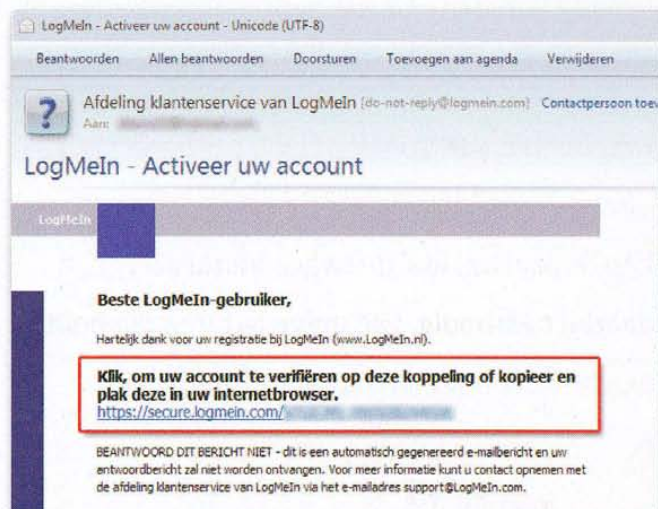 LogMeIn - Activeer uw account - Unicode (UTF-8)
Beantwoorden Allen beantwoorden Doorsturen Toevoegen aan agenda Verwijderen
? Afdeling klantenservice van LogMeIn [do-not-reply@logmein.com] Contactpersoon toev
Aan:
LogMeIn - Activeer uw account
LogMeIn
Beste LogMeIn-gebruiker,
Hartelijk dank voor uw registratie bij LogMeIn (www.LogMeIn.nl).
Klik, om uw account te verifiëren op deze koppeling of kopieer en
plak deze in uw internetbrowser.
https://secure.logmein.com/
BEANTWOORD DIT BERICHT NIET - dit is een automatisch gegenereerd e-mailbericht en uw
antwoordbericht zal niet worden ontvangen. Voor meer informatie kunt u contact opnemen met
de afdeling klantenservice van LogMeIn via het e-mailadres support@LogMeIn.com.